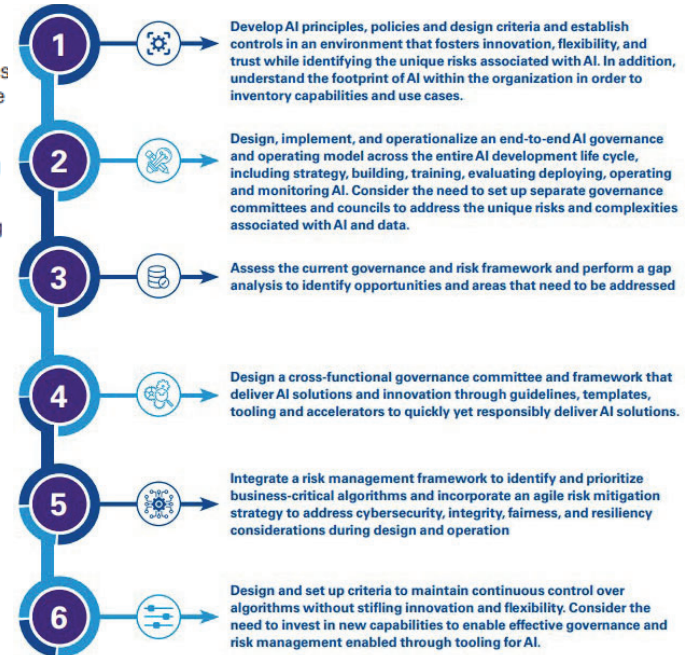 1
Develop AI principles, policies and design criteria and establish
controls in an environment that fosters innovation, flexibility, and
trust while identifying the unique risks associated with AI. In addition,
understand the footprint of AI within the organization in order to
inventory capabilities and use cases.
2
Design, implement, and operationalize an end-to-end AI governance
and operating model across the entire AI development life cycle,
including strategy, building, training, evaluating deploying, operating
and monitoring AI. Consider the need to set up separate governance
committees and councils to address the unique risks and complexities
associated with AI and data.
3
Assess the current governance and risk framework and perform a gap
analysis to identify opportunities and areas that need to be addressed
4
Design a cross-functional governance committee and framework that
deliver AI solutions and innovation through guidelines, templates,
tooling and accelerators to quickly yet responsibly deliver AI solutions.
5
Integrate a risk management framework to identify and prioritize
business-critical algorithms and incorporate an agile risk mitigation
strategy to address cybersecurity, integrity, fairness, and resiliency
considerations during design and operation
6
Design and set up criteria to maintain continuous control over
algorithms without stifling innovation and flexibility. Consider the
need to invest in new capabilities to enable effective governance and
risk management enabled through tooling for AI.